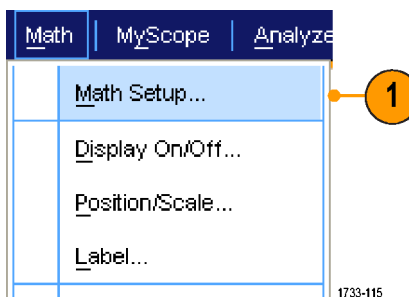 Math | MyScope | Analyze
Math Setup...
1
Display On/Off...
Position/Scale...
Label...
1733-115